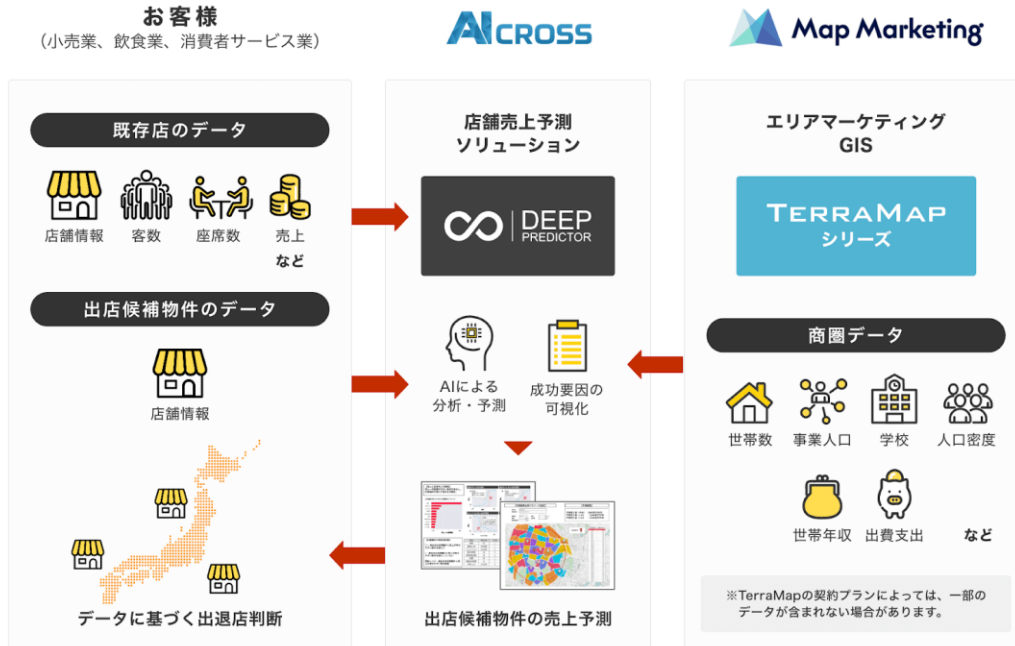 お客様
（小売業、飲食業、消費者サービス業）
既存店のデータ
店舗情報
客数
座席数
売上
など
出店候補物件のデータ
店舗情報
データに基づく出退店判断
AI CROSS
店舗売上予測
ソリューション
DEEP
PREDICTOR
AIによる
分析・予測
成功要因の
可視化
出店候補物件の売上予測
Map Marketing
エリアマーケティング
GIS
TERRAMAP
シリーズ
商圏データ
世帯数
事業人口
学校
人口密度
世帯年収
出費支出
など
※TerraMapの契約プランによっては、一部の
データが含まれない場合があります。